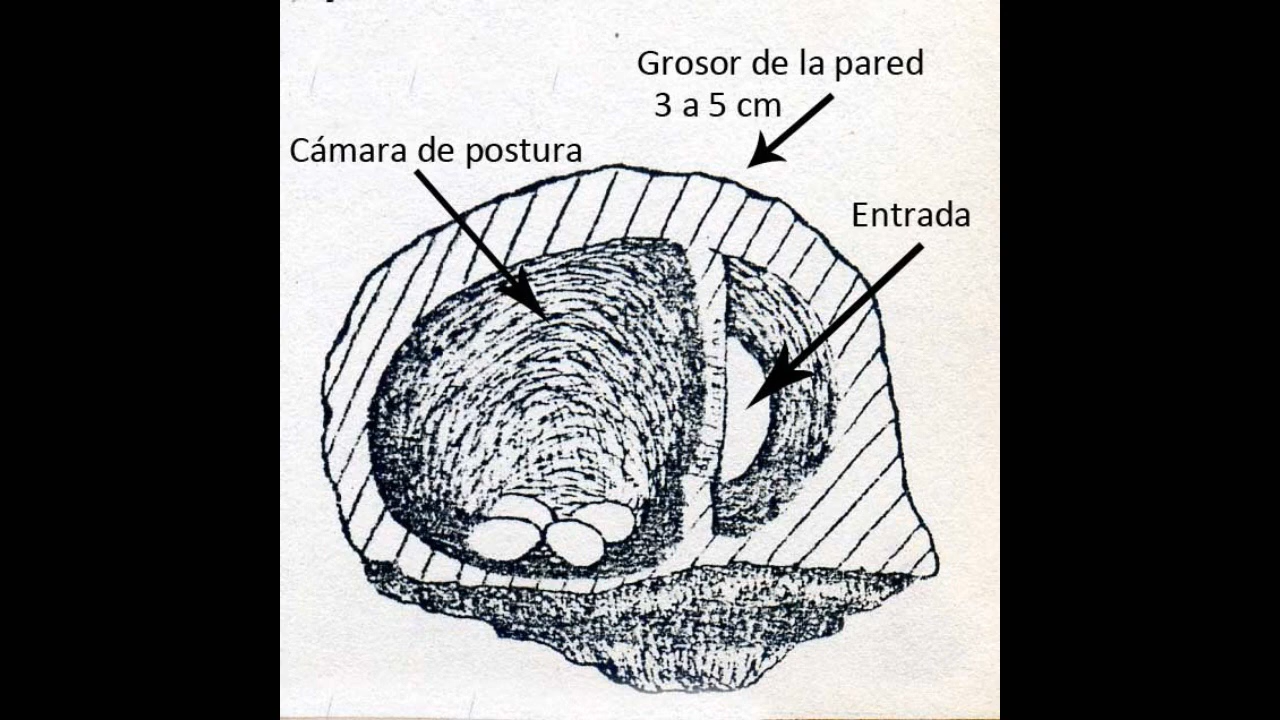 Grosor de la pared
3 a 5 cm
Cámara de postura
Entrada